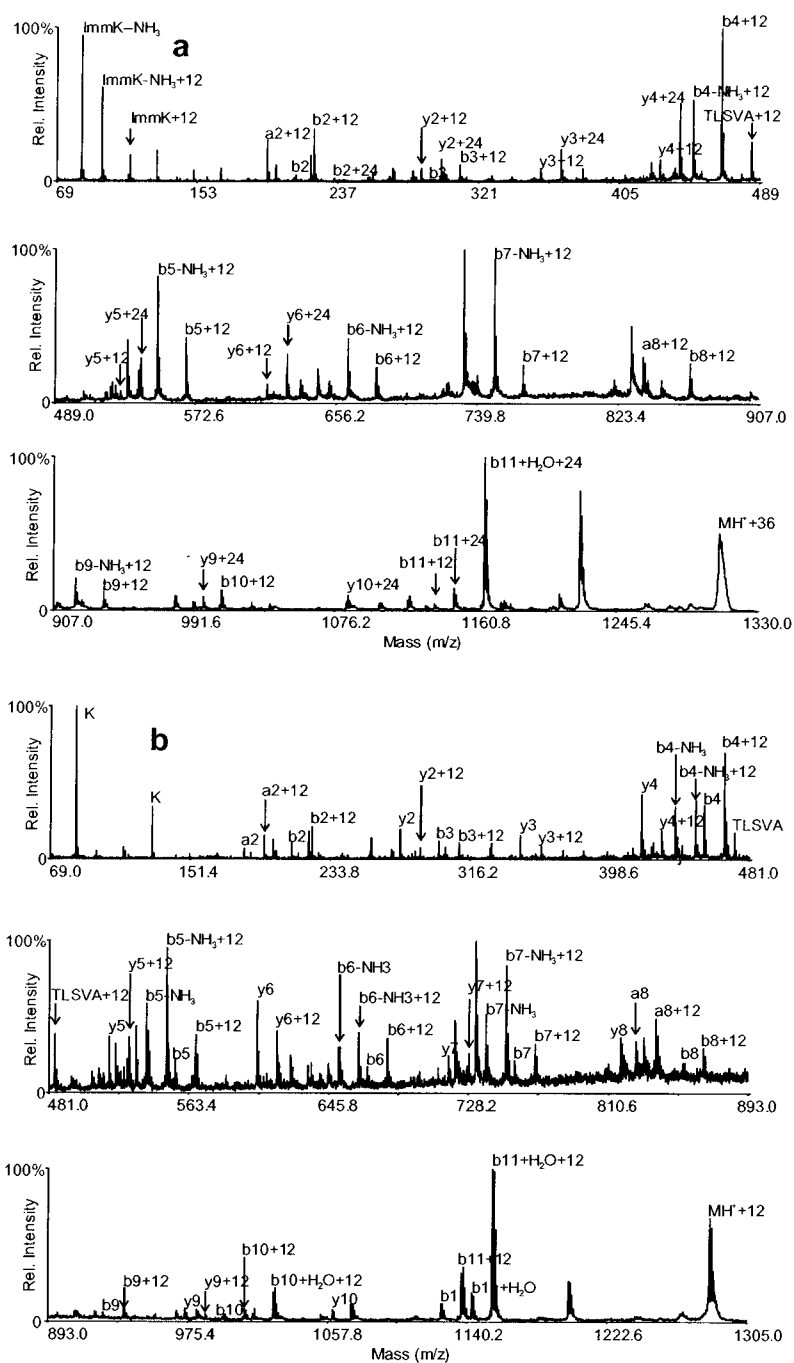 100%
ImmK–NH₃
a
b4+12
ImmK-NH₃+12
b4-NH₃+12
y4+24
TLSVA+12
ImmK+12
a2+12
b2+12
y2+12
y2+24
y3+24
y4+12
b2
b2+24
b3
b3+12
y3+12
Rel. Intensity
0
69 153 237 321 405 489
100%
b5-NH₃+12
b7-NH₃+12
y5+24
y6+24
b5+12
b6-NH₃+12
y5+12
y6+12
b6+12
b7+12
a8+12
b8+12
Rel. Intensity
0
489.0 572.6 656.2 739.8 823.4 907.0
100%
b11+H₂O+24
MH⁺+36
b9-NH₃+12
y9+24
b11+24
b11+12
b9+12
b10+12
y10+24
Rel. Intensity
0
907.0 991.6 1076.2 1160.8 1245.4 1330.0
Mass (m/z)
100%
K
b
b4-NH₃
b4+12
y2+12
b4-NH₃+12
K
a2+12
y4
b4
b2+12
y2
y4+12
TLSVA
a2
b2
b3
b3+12
y3
y3+12
Rel. Intensity
0
69.0 151.4 233.8 316.2 398.6 481.0
100%
b5-NH₃+12
y5+12
b6-NH3
b7-NH₃+12
TLSVA+12
b5-NH₃
y6
b6-NH3+12
y7+12
a8
b7-NH₃
a8+12
y5
b5+12
y6+12
b6+12
b7+12
y8
b8+12
b5
b6
y7
b7
b8
Rel. Intensity
0
481.0 563.4 645.8 728.2 810.6 893.0
100%
b11+H₂O+12
MH⁺+12
b10+12
b11+12
b9+12
y9+12
b10+H₂O+12
b9
y9
b10
y10
b1
b1 +H₂O
Rel. Intensity
0
893.0 975.4 1057.8 1140.2 1222.6 1305.0
Mass (m/z)